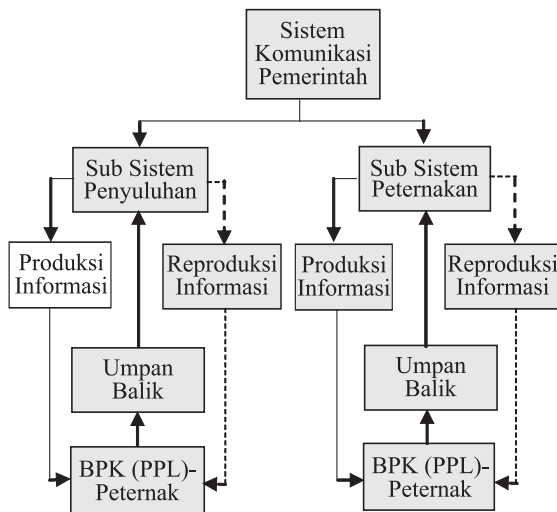 Sistem
Komunikasi
Pemerintah
Sub Sistem
Penyuluhan
Sub Sistem
Peternakan
Produksi
Informasi
Reproduksi
Informasi
Produksi
Informasi
Reproduksi
Informasi
Umpan
Balik
Umpan
Balik
BPK (PPL)-
Peternak
BPK (PPL)-
Peternak